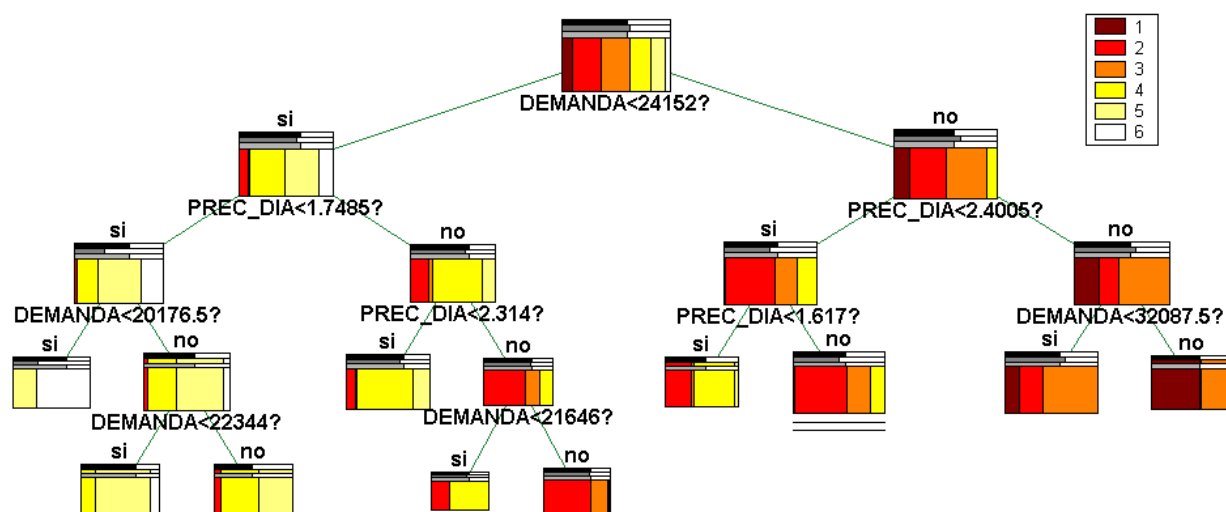 1
2
3
4
5
6
DEMANDA<24152?
si
no
PREC_DIA<1.7485?
PREC_DIA<2.4005?
si
no
si
no
DEMANDA<20176.5?
PREC_DIA<2.314?
PREC_DIA<1.617?
DEMANDA<32087.5?
si
no
si
no
si
no
si
no
DEMANDA<22344?
DEMANDA<21646?
si
no
si
no